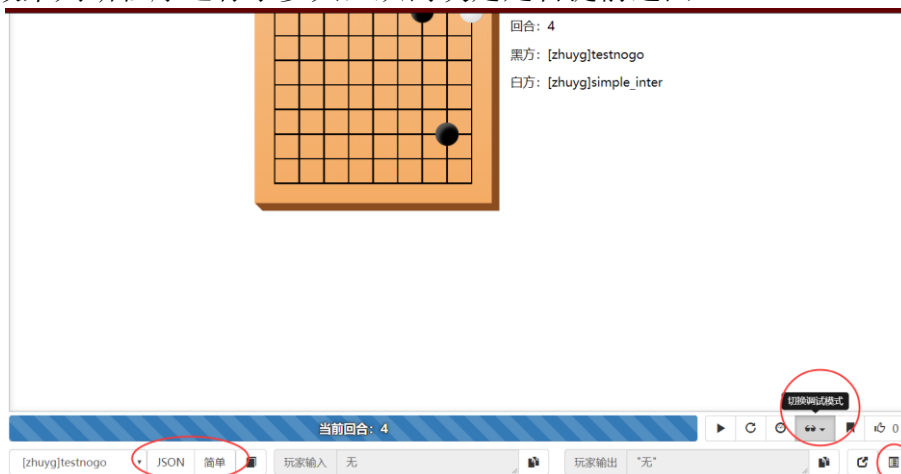 回合: 4
黑方: [zhuyg]testnogo
白方: [zhuyg]simple_inter
切换调试模式
当前回合: 4
0
[zhuyg]testnogo JSON 简单 玩家输入 无 玩家输出 "无"